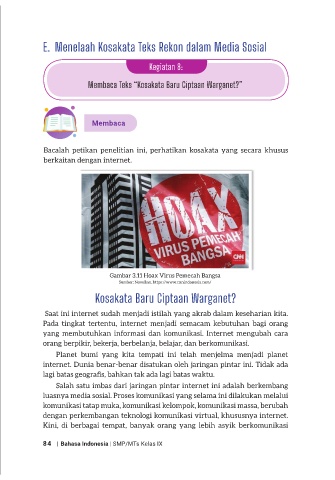 E. Menelaah Kosakata Teks Rekon dalam Media Sosial
Kegiatan 8:
Membaca Teks "Kosakata Baru Ciptaan Warganet?"
Membaca
Bacalah petikan penelitian ini, perhatikan kosakata yang secara khusus
berkaitan dengan internet.
HOAX
VIRUS PEMECAH
BANGSA
CNN
Gambar 3.11 Hoax Virus Pemecah Bangsa
Kosakata Baru Ciptaan Warganet?
Saat ini internet sudah menjadi istilah yang akrab dalam keseharian kita.
Pada tingkat tertentu, internet menjadi semacam kebutuhan bagi orang
yang membutuhkan informasi dan komunikasi. Internet mengubah cara
orang berpikir, bekerja, berbelanja, belajar, dan berkomunikasi.
Planet bumi yang kita tempati ini telah menjelma menjadi planet
internet. Dunia benar-benar disatukan oleh jaringan pintar ini. Tidak ada
lagi batas geografis, bahkan tak ada lagi batas waktu.
Salah satu imbas dari jaringan pintar internet ini adalah berkembang
luasnya media sosial. Proses komunikasi yang selama ini dilakukan melalui
komunikasi tatap muka, komunikasi kelompok, komunikasi massa, berubah
dengan perkembangan teknologi komunikasi virtual, khususnya internet.
Kini, di berbagai tempat, banyak orang yang lebih asyik berkomunikasi
84 | Bahasa Indonesia | SMP/MTs Kelas IX